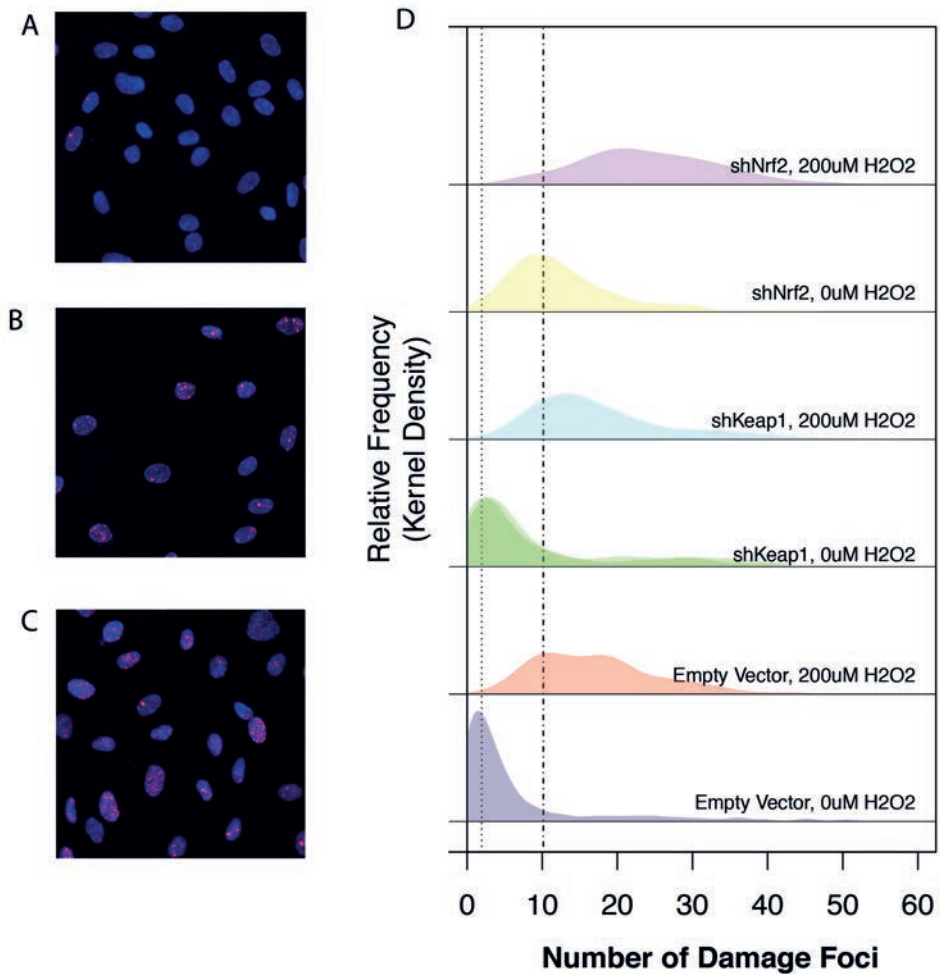 A
B
C
D
Relative Frequency
(Kernel Density)
shNrf2, 200uM H2O2
shNrf2, 0uM H2O2
shKeap1, 200uM H2O2
shKeap1, 0uM H2O2
Empty Vector, 200uM H2O2
Empty Vector, 0uM H2O2
0 10 20 30 40 50 60
Number of Damage Foci